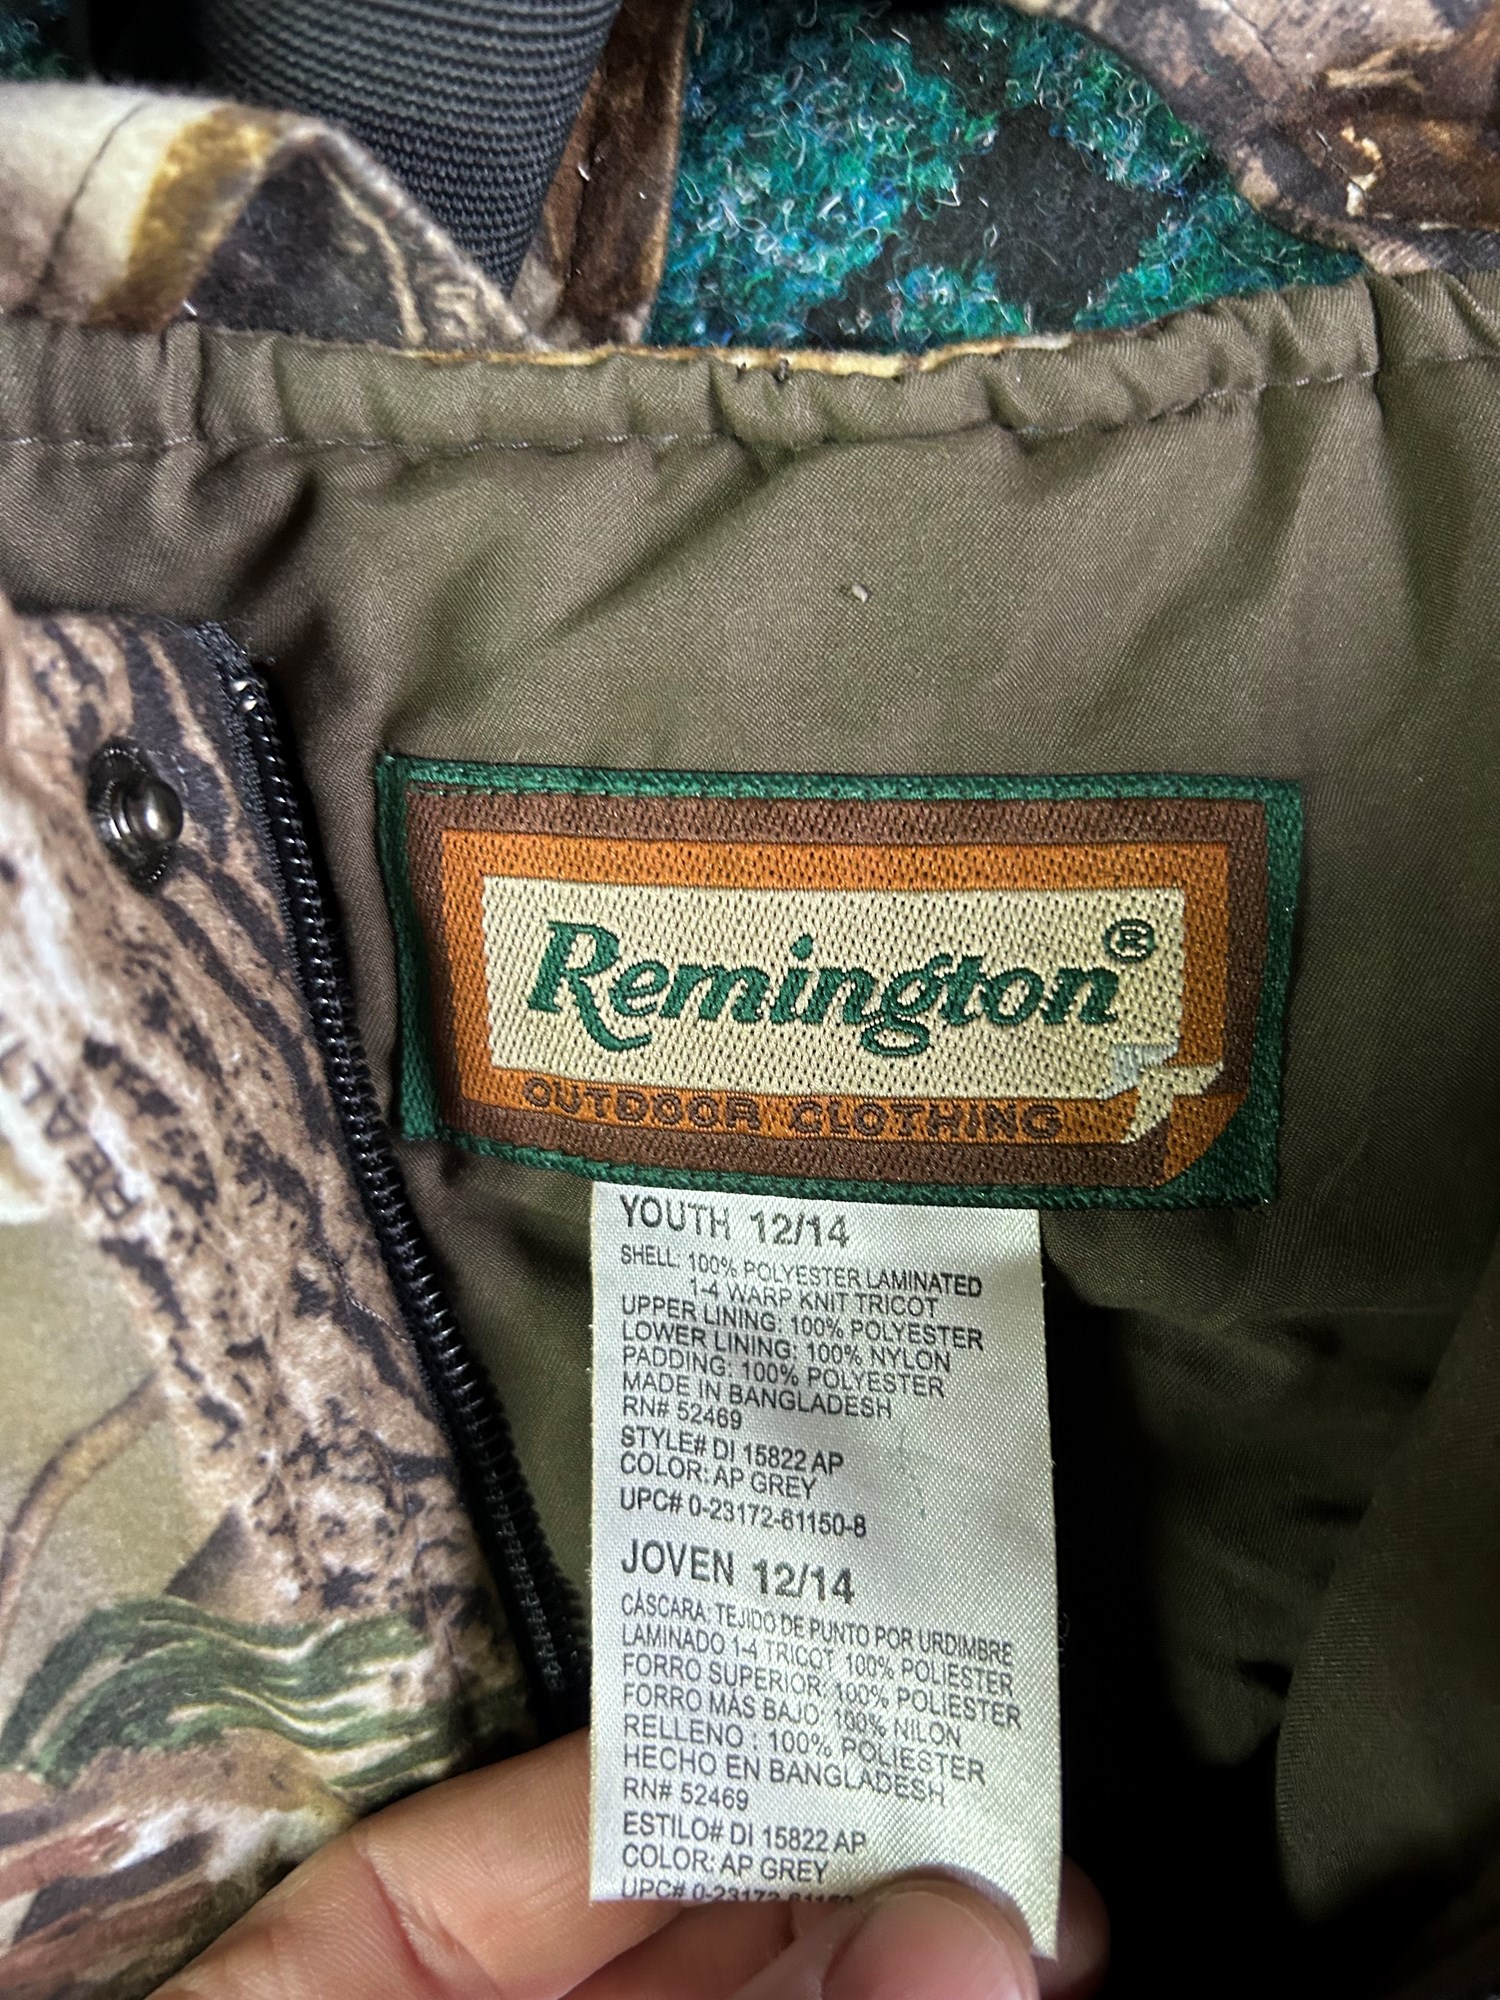 REAL
Remington®
OUTDOOR CLOTHING
YOUTH 12/14
SHELL: 100% POLYESTER LAMINATED
1-4 WARP KNIT TRICOT
UPPER LINING: 100% POLYESTER
LOWER LINING: 100% NYLON
PADDING: 100% POLYESTER
MADE IN BANGLADESH
RN# 52469
STYLE# DI 15822 AP
COLOR: AP GREY
UPC# 0-23172-81150-8
JOVEN 12/14
CÁSCARA: TEJIDO DE PUNTO POR URDIMBRE
LAMINADO 1-4 TRICOT 100% POLIESTER
FORRO SUPERIOR: 100% POLIESTER
FORRO MÁS BAJO: 100% NILON
RELLENO : 100% POLIESTER
HECHO EN BANGLADESH
RN# 52469
ESTILO# DI 15822 AP
COLOR: AP GREY
UPC# 0-23172